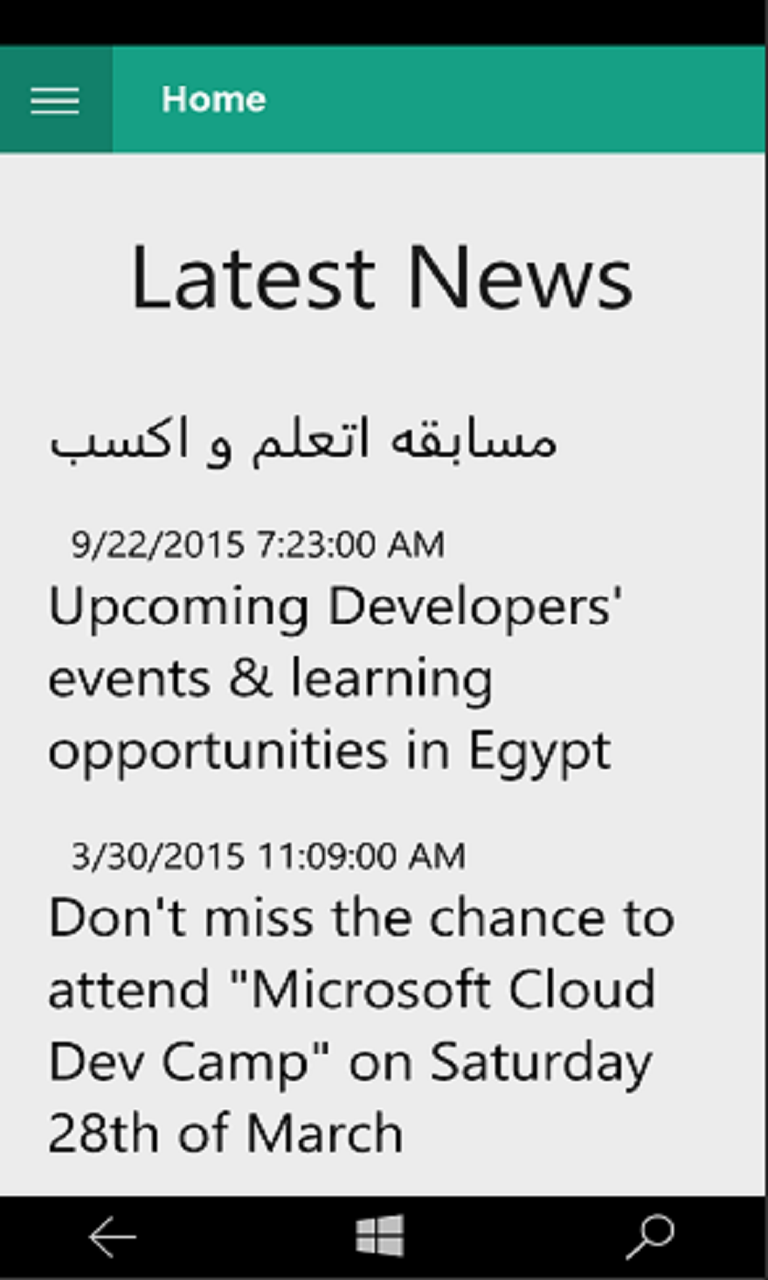 Home
Latest News
مسابقه اتعلم و اكسب
9/22/2015 7:23:00 AM
Upcoming Developers'
events & learning
opportunities in Egypt
3/30/2015 11:09:00 AM
Don't miss the chance to
attend "Microsoft Cloud
Dev Camp" on Saturday
28th of March